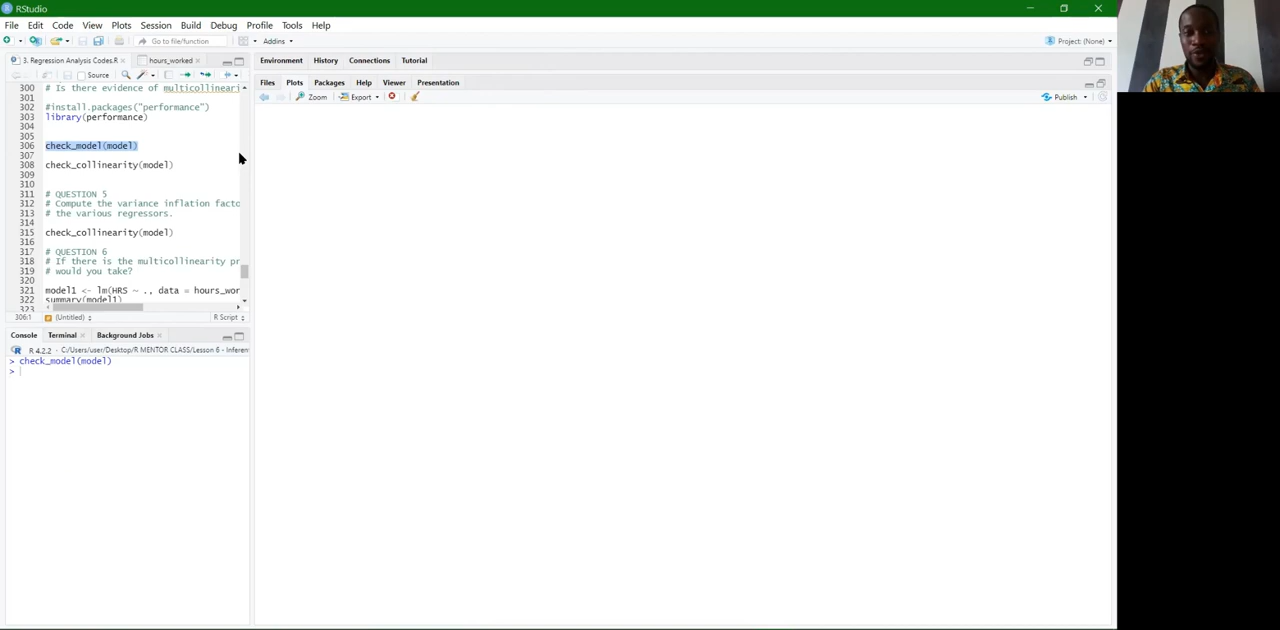 RStudio
File Edit Code View Plots Session Build Debug Profile Tools Help
Go to file/function
Addins
Project: (None)
3. Regression Analysis Codes.R
hours_worked
Source
300 # Is there evidence of multicollineari
301
302 #install.packages("performance")
303 library(performance)
304
305
306 check_model(model)
307
308 check_collinearity(model)
309
310
311 # QUESTION 5
312 # Compute the variance inflation facto
313 # the various regressors.
314
315 check_collinearity(model)
316
317 # QUESTION 6
318 # If there is the multicollinearity pr
319 # would you take?
320
321 model1 <- lm(HRS ~ ., data = hours_wor
322 summary(model1)
323
306:1 (Untitled) R Script
Console Terminal Background Jobs
R 4.2.2 · C:/Users/user/Desktop/R MENTOR CLASS/Lesson 6 - Inferen
> check_model(model)
>
Environment History Connections Tutorial
Files Plots Packages Help Viewer Presentation
Zoom Export Publish